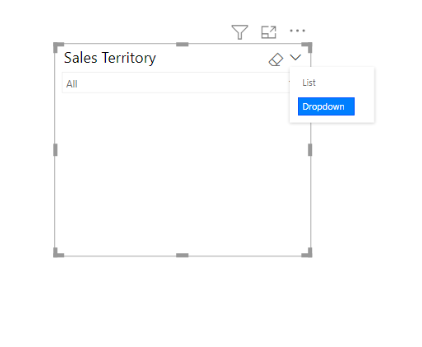 Sales Territory
All
List
Dropdown